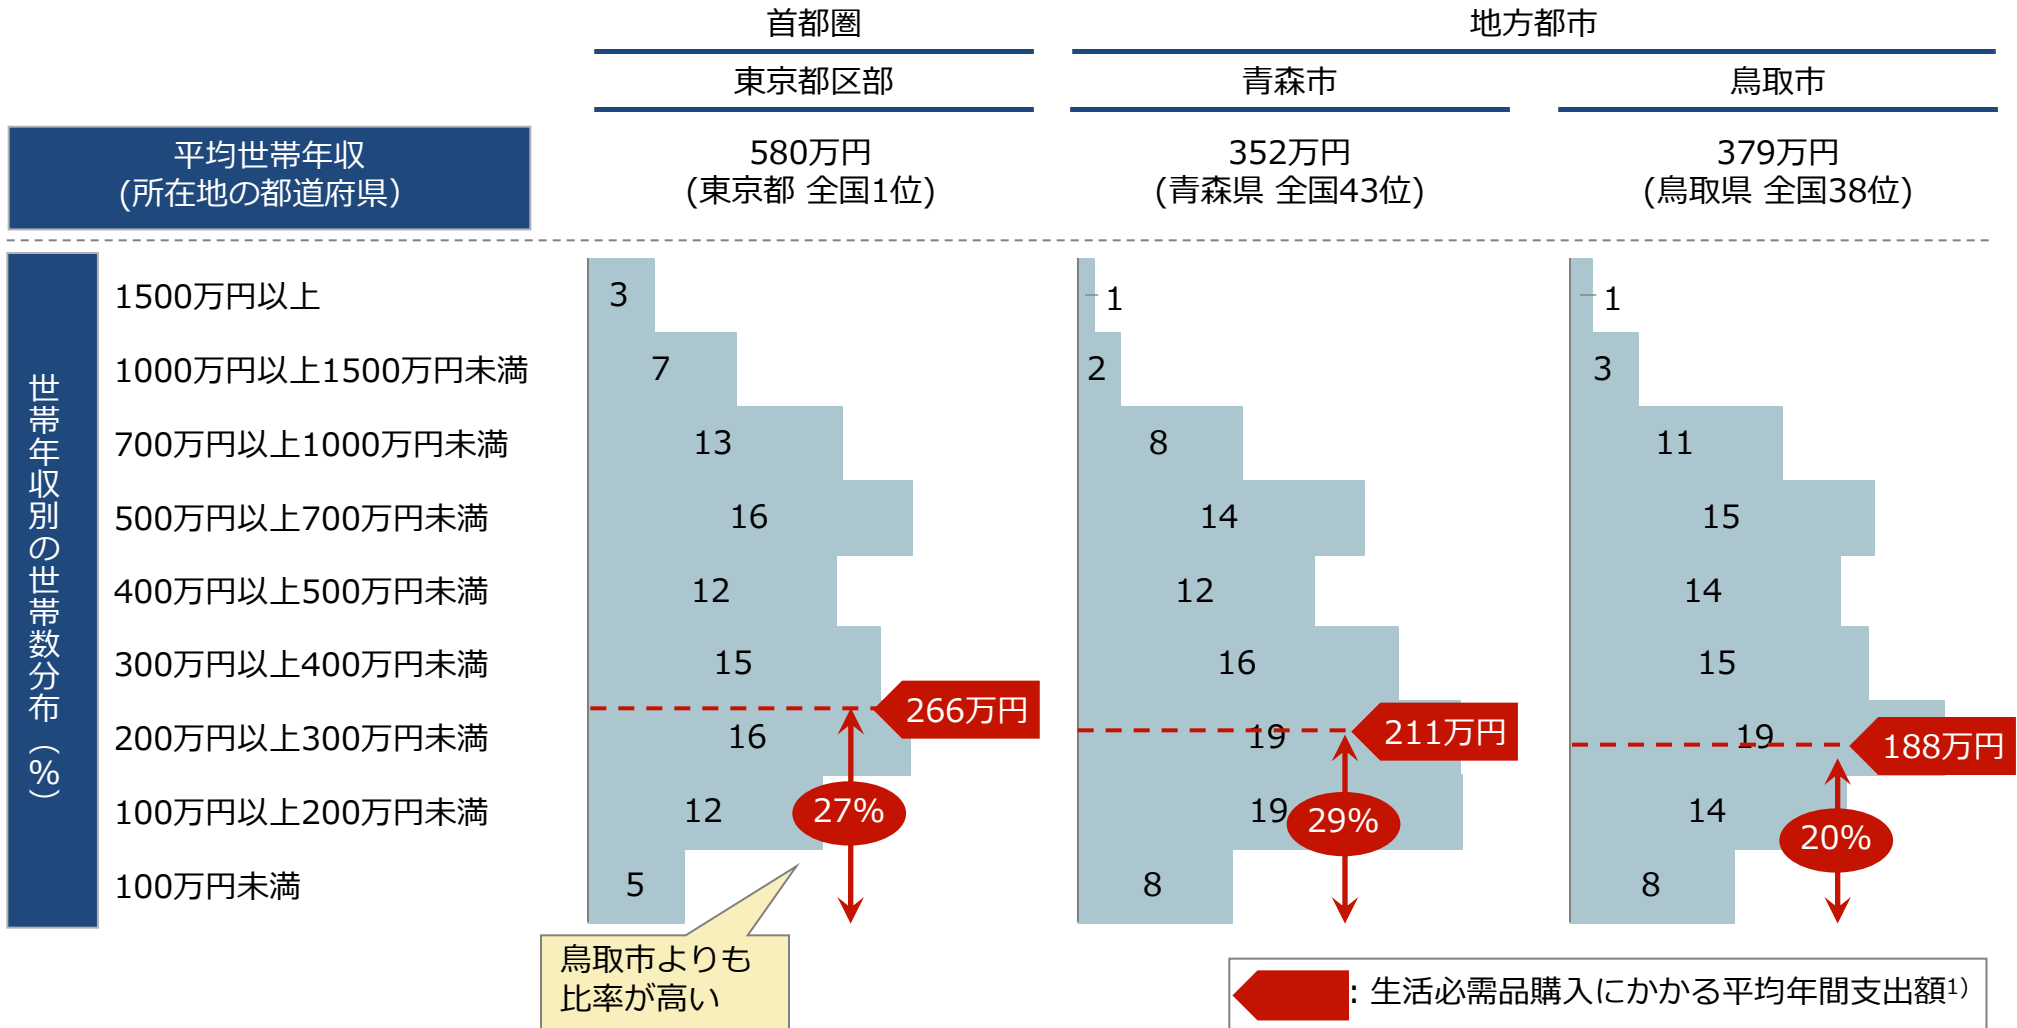 首都圏
地方都市
東京都区部
青森市
鳥取市
平均世帯年収
(所在地の都道府県)
580万円
(東京都 全国1位)
352万円
(青森県 全国43位)
379万円
(鳥取県 全国38位)
世帯年収別の世帯数分布(%)
1500万円以上
3
1
1
1000万円以上1500万円未満
7
2
3
700万円以上1000万円未満
13
8
11
500万円以上700万円未満
16
14
15
400万円以上500万円未満
12
12
14
300万円以上400万円未満
15
16
15
266万円
211万円
188万円
200万円以上300万円未満
16
19
19
100万円以上200万円未満
12
27%
19
29%
14
20%
100万円未満
5
8
8
鳥取市よりも
比率が高い
: 生活必需品購入にかかる平均年間支出額1)